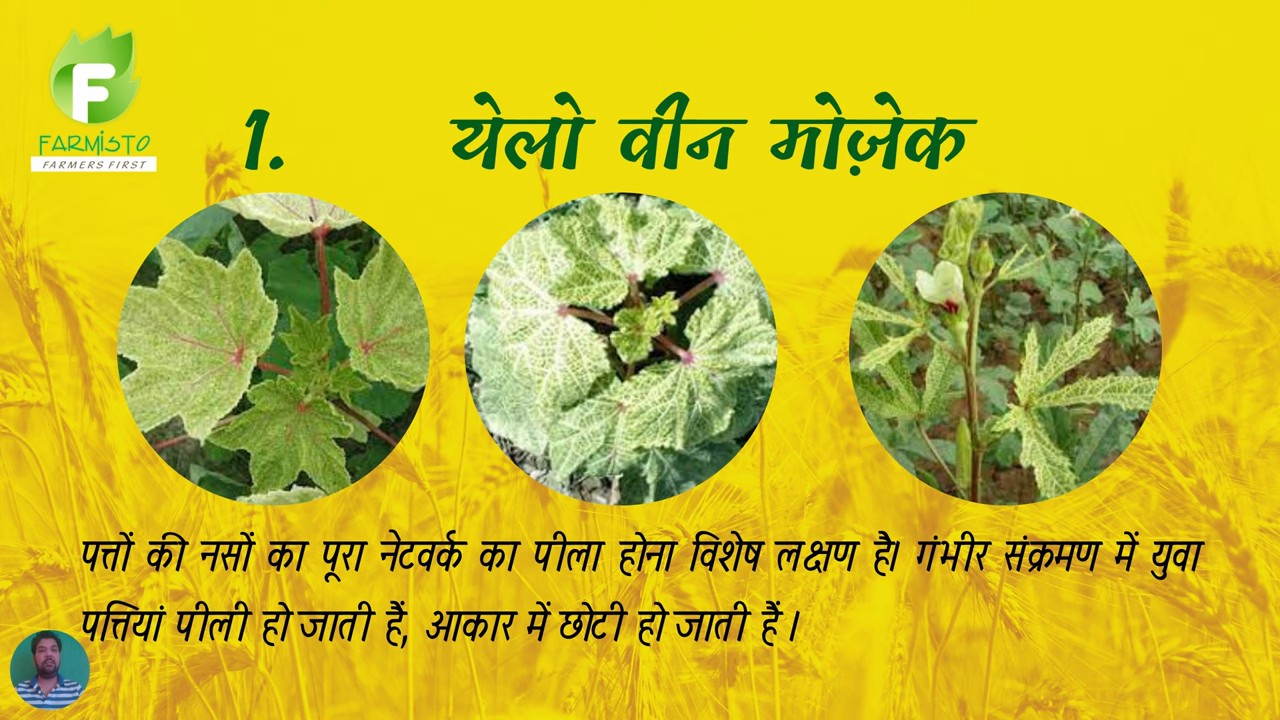 FARMISTO
FARMERS FIRST
1. येलो वीन मोज़ेक
पत्तों की नसों का पूरा नेटवर्क का पीला होना विशेष लक्षण है। गंभीर संक्रमण में युवा
पत्तियां पीली हो जाती हैं, आकार में छोटी हो जाती हैं।